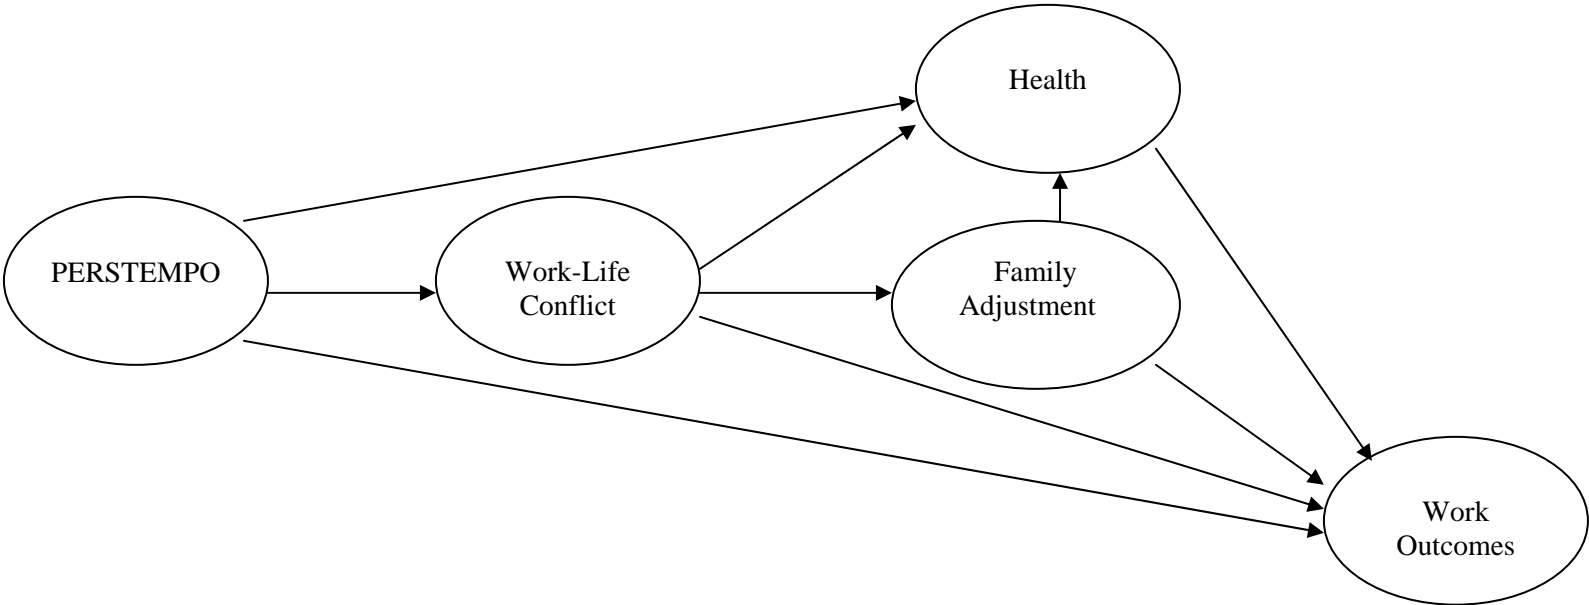 Health
PERSTEMPO
Work-Life
Conflict
Family
Adjustment
Work
Outcomes